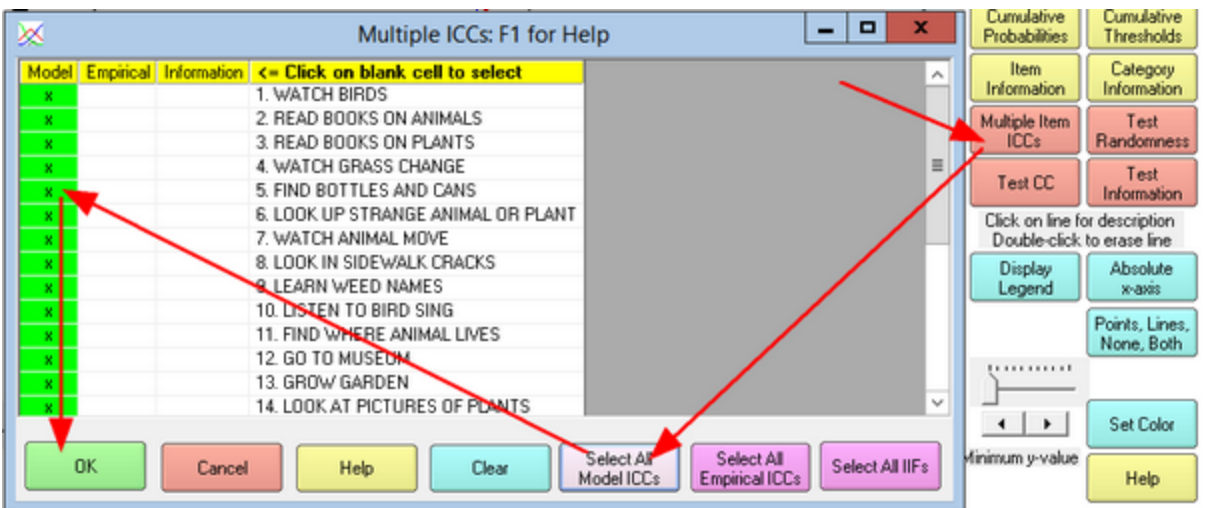 Multiple ICCs: F1 for Help
Model Empirical Information <= Click on blank cell to select
x 1. WATCH BIRDS
x 2. READ BOOKS ON ANIMALS
x 3. READ BOOKS ON PLANTS
x 4. WATCH GRASS CHANGE
x 5. FIND BOTTLES AND CANS
x 6. LOOK UP STRANGE ANIMAL OR PLANT
x 7. WATCH ANIMAL MOVE
x 8. LOOK IN SIDEWALK CRACKS
x 9. LEARN WEED NAMES
x 10. LISTEN TO BIRD SING
x 11. FIND WHERE ANIMAL LIVES
x 12. GO TO MUSEUM
x 13. GROW GARDEN
x 14. LOOK AT PICTURES OF PLANTS
OK
Cancel
Help
Clear
Select All
Model ICCs
Select All
Empirical ICCs
Select All IIFs
Cumulative
Probabilities
Cumulative
Thresholds
Item
Information
Category
Information
Multiple Item
ICCs
Test
Randomness
Test CC
Test
Information
Click on line for description
Double-click to erase line
Display
Legend
Absolute
x-axis
Points, Lines,
None, Both
Set Color
Minimum y-value
Help